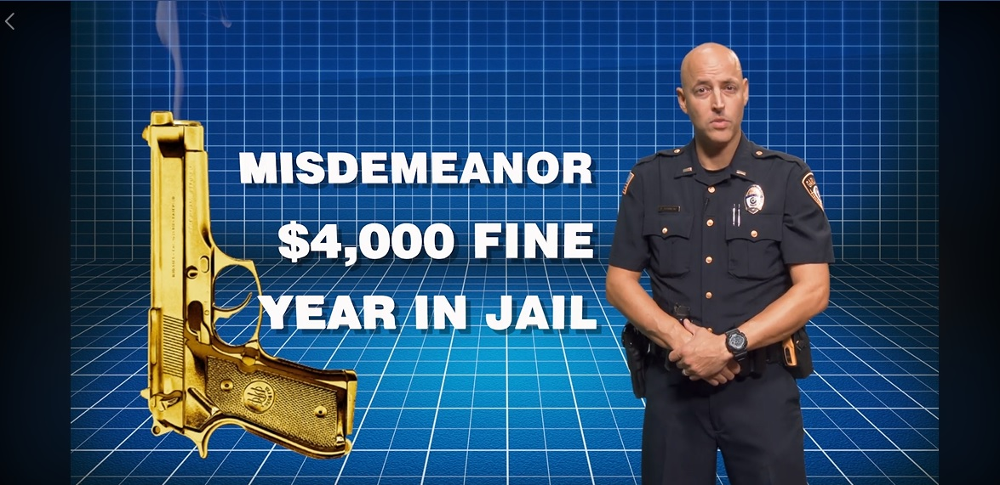 MISDEMEANOR
$4,000 FINE
YEAR IN JAIL